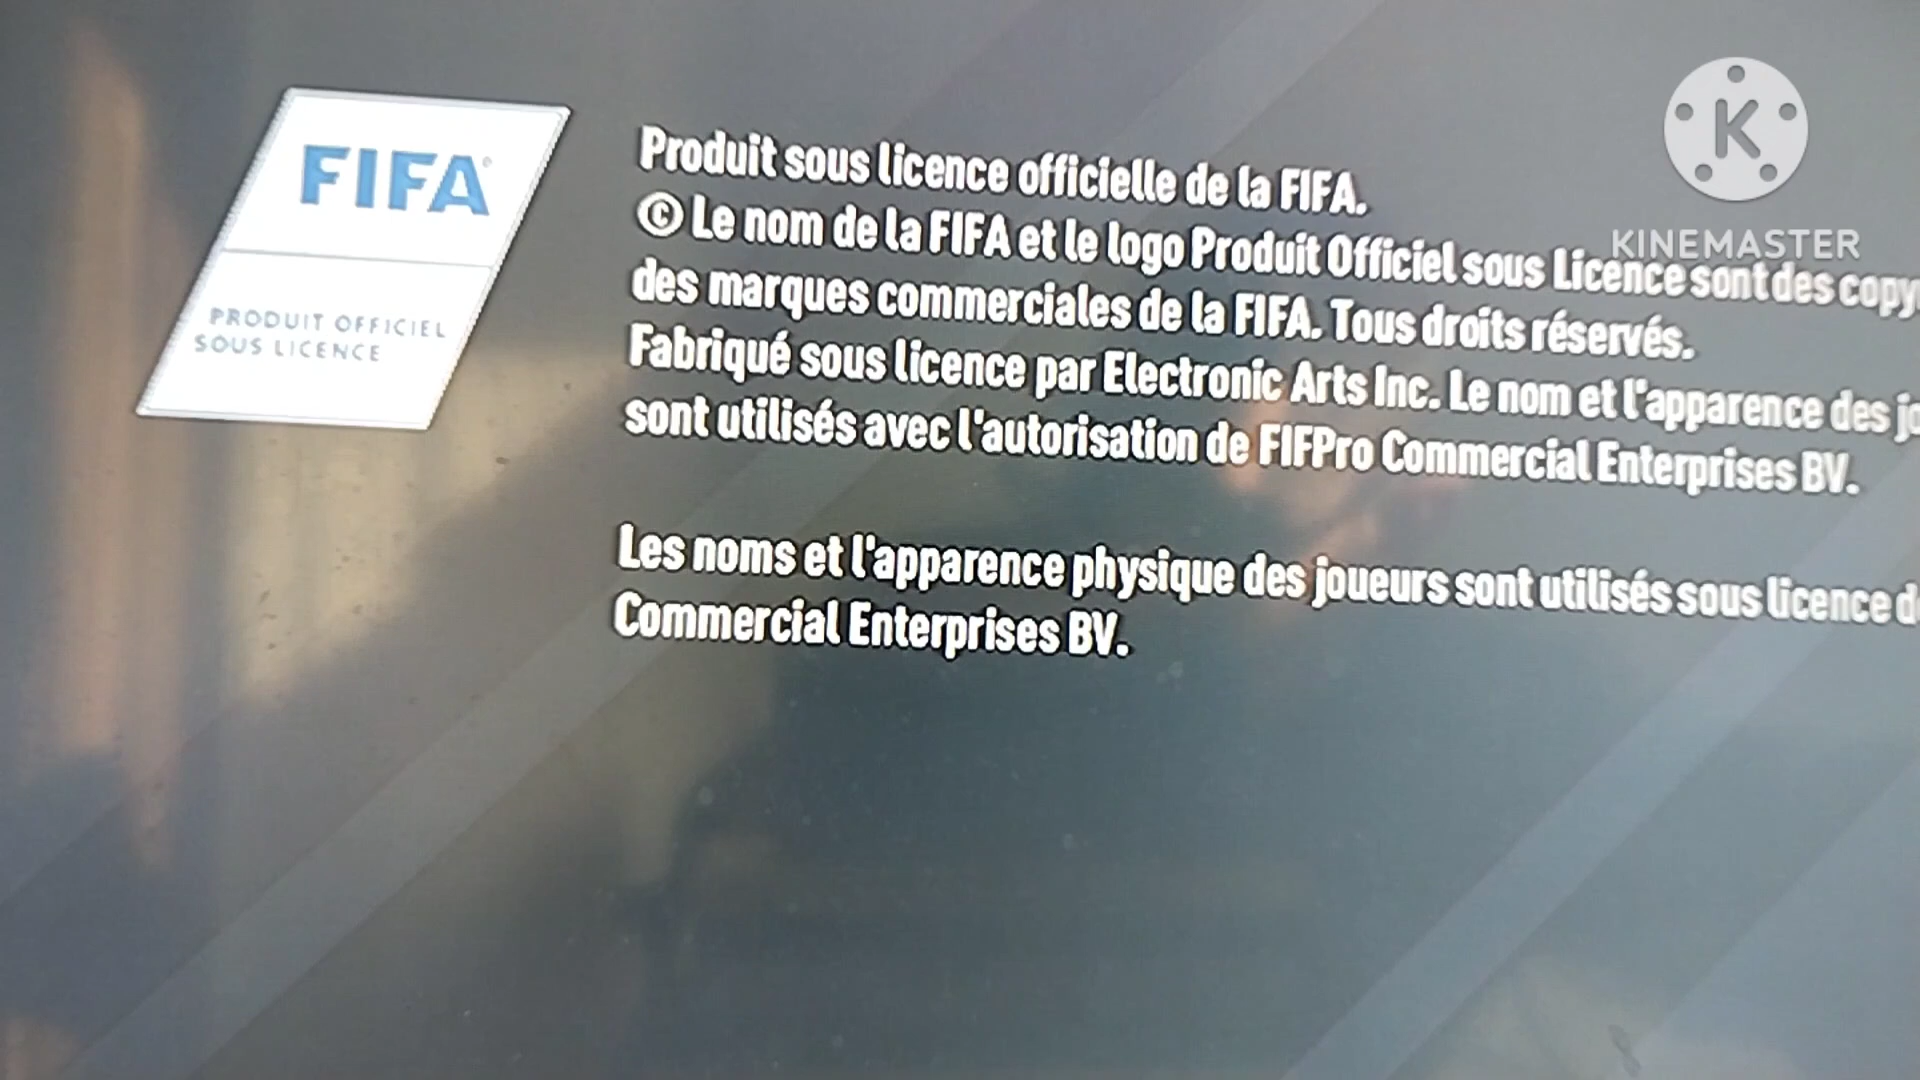 FIFA
PRODUIT OFFICIEL
SOUS LICENCE
Produit sous licence officielle de la FIFA.
© Le nom de la FIFA et le logo Produit Officiel sous Licence sont des copy
des marques commerciales de la FIFA. Tous droits réservés.
Fabriqué sous licence par Electronic Arts Inc. Le nom et l'apparence des jo
sont utilisés avec l'autorisation de FIFPro Commercial Enterprises BV.
Les noms et l'apparence physique des joueurs sont utilisés sous licence d
Commercial Enterprises BV.
K
KINEMASTER